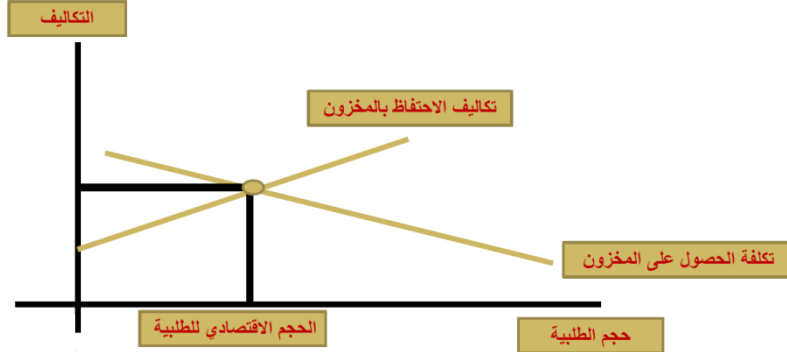 التكاليف
تكاليف الاحتفاظ بالمخزون
تكلفة الحصول على المخزون
الحجم الاقتصادي للطلبية
حجم الطلبية